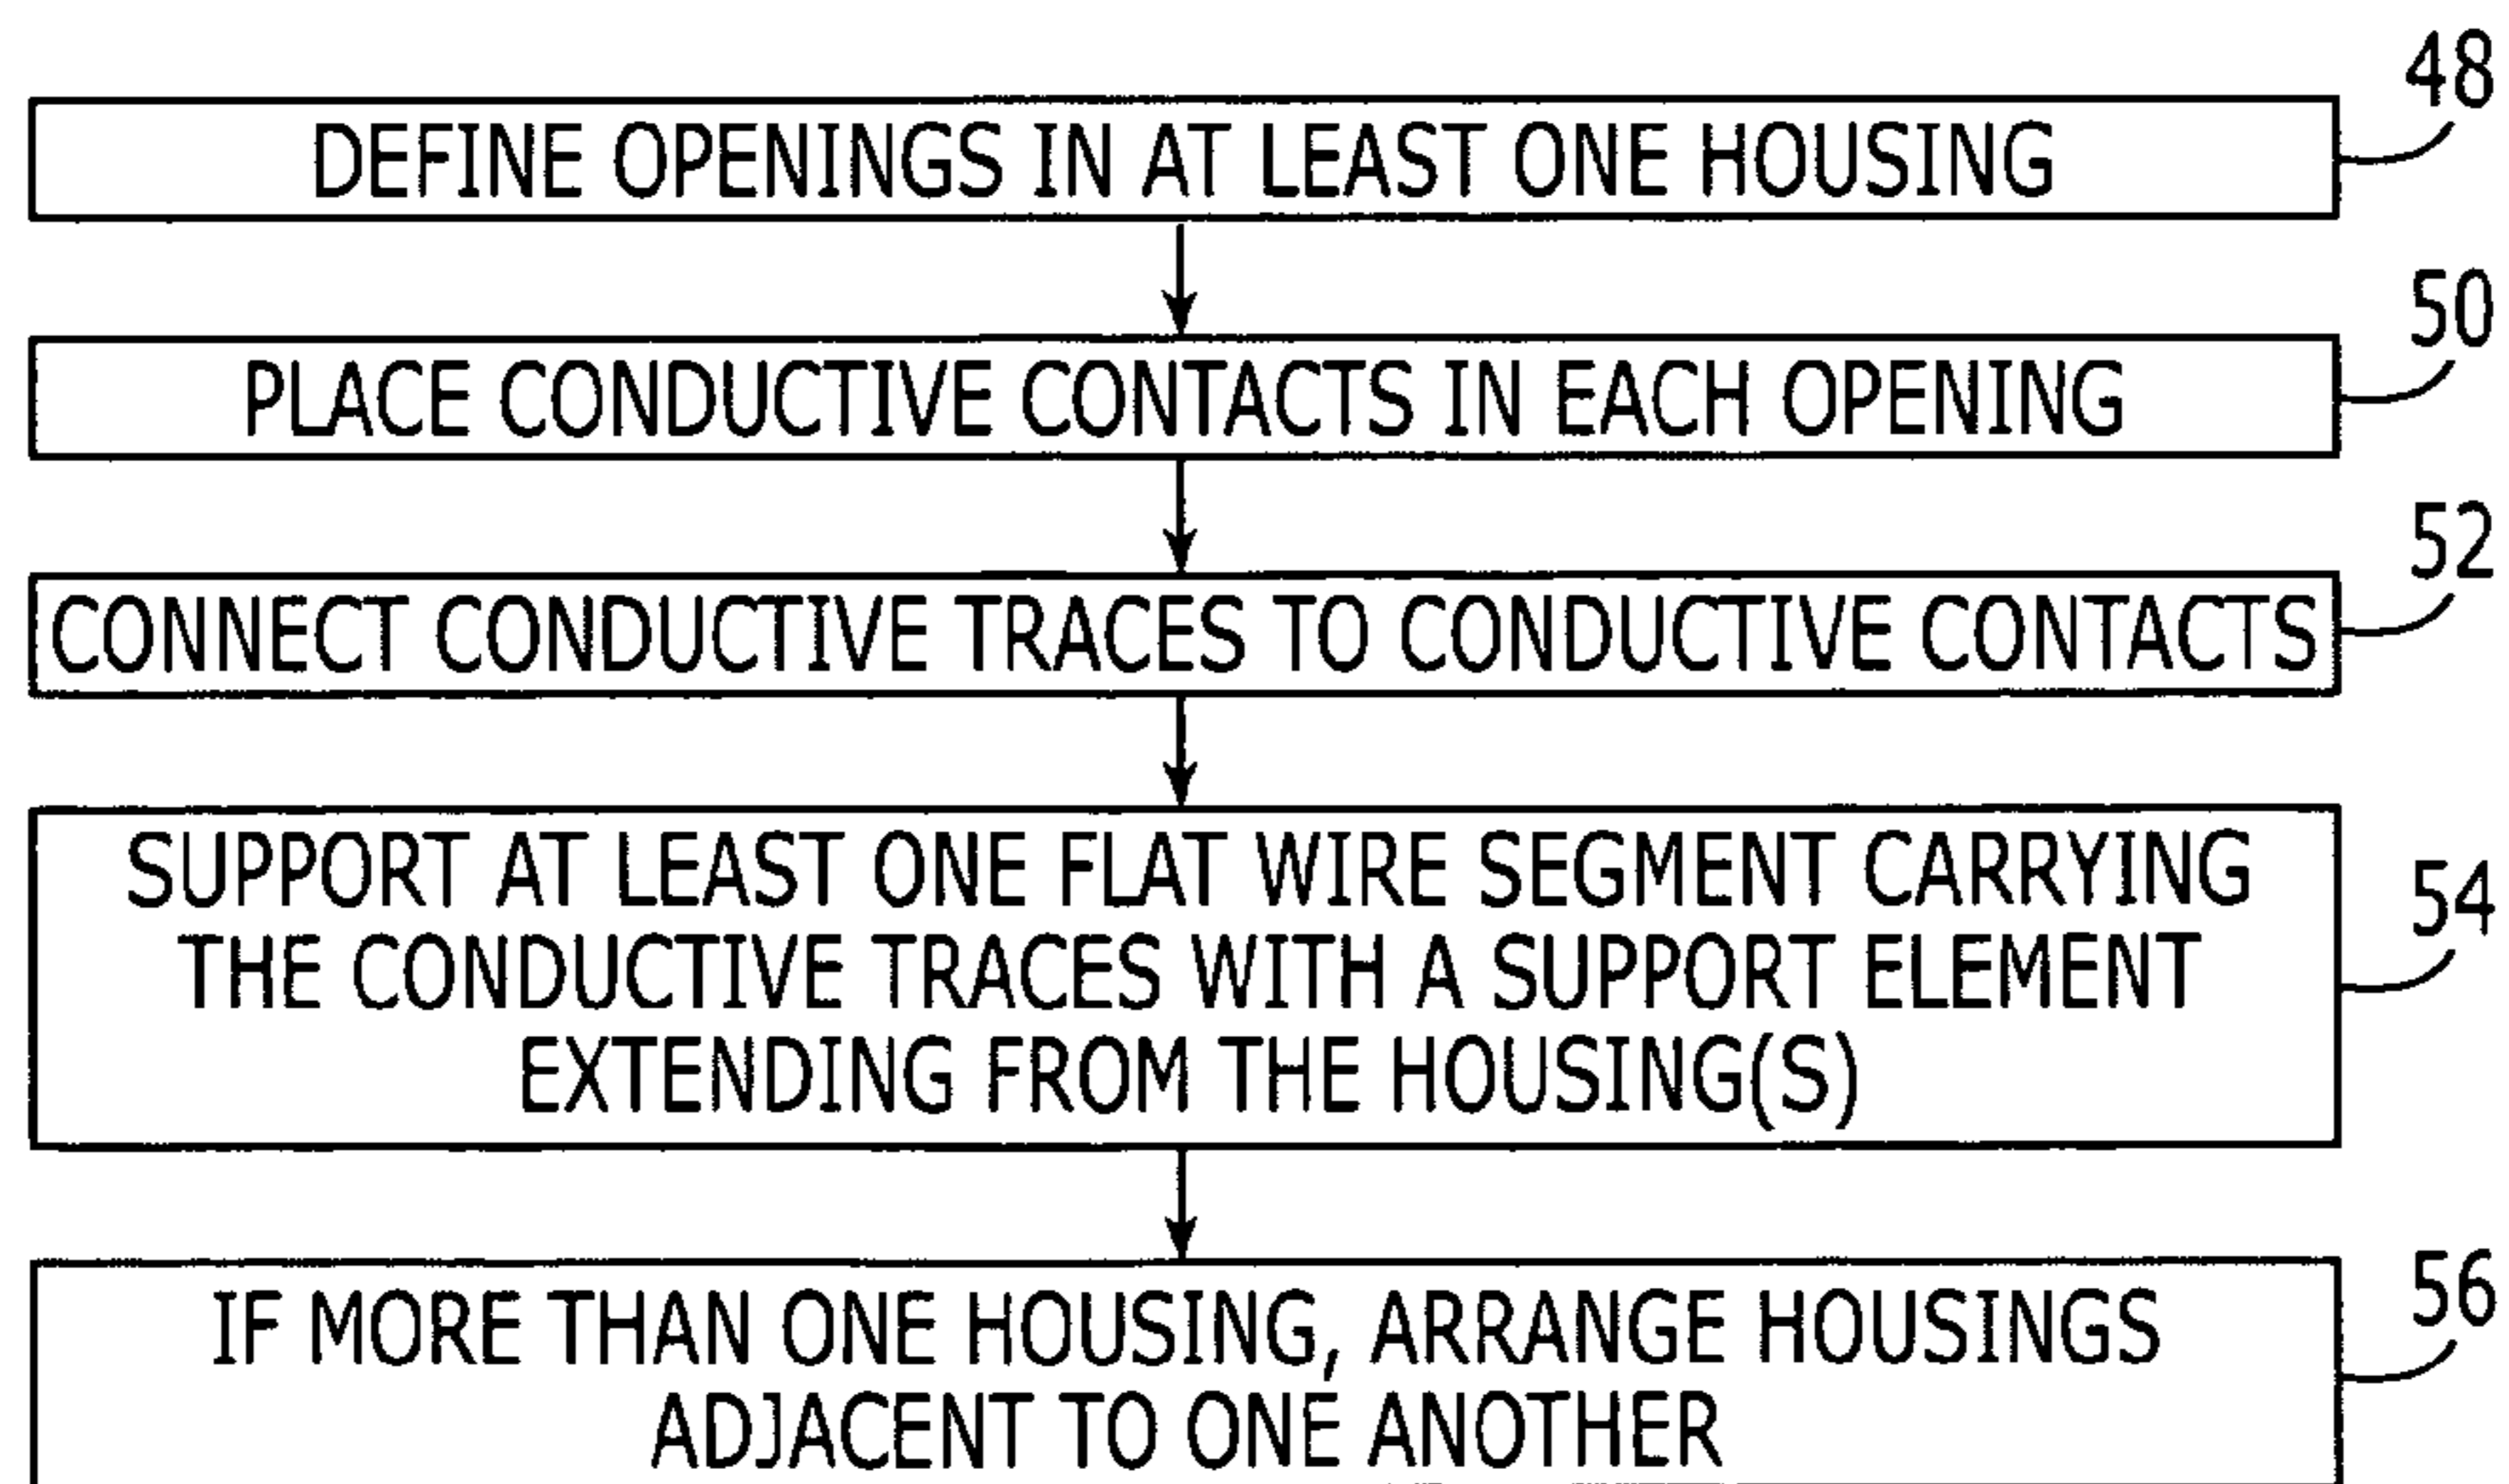 48
DEFINE OPENINGS IN AT LEAST ONE HOUSING
50
PLACE CONDUCTIVE CONTACTS IN EACH OPENING
52
CONNECT CONDUCTIVE TRACES TO CONDUCTIVE CONTACTS
SUPPORT AT LEAST ONE FLAT WIRE SEGMENT CARRYING
54
THE CONDUCTIVE TRACES WITH A SUPPORT ELEMENT
EXTENDING FROM THE HOUSING(S)
56
IF MORE THAN ONE HOUSING, ARRANGE HOUSINGS
ADJACENT TO ONE ANOTHER